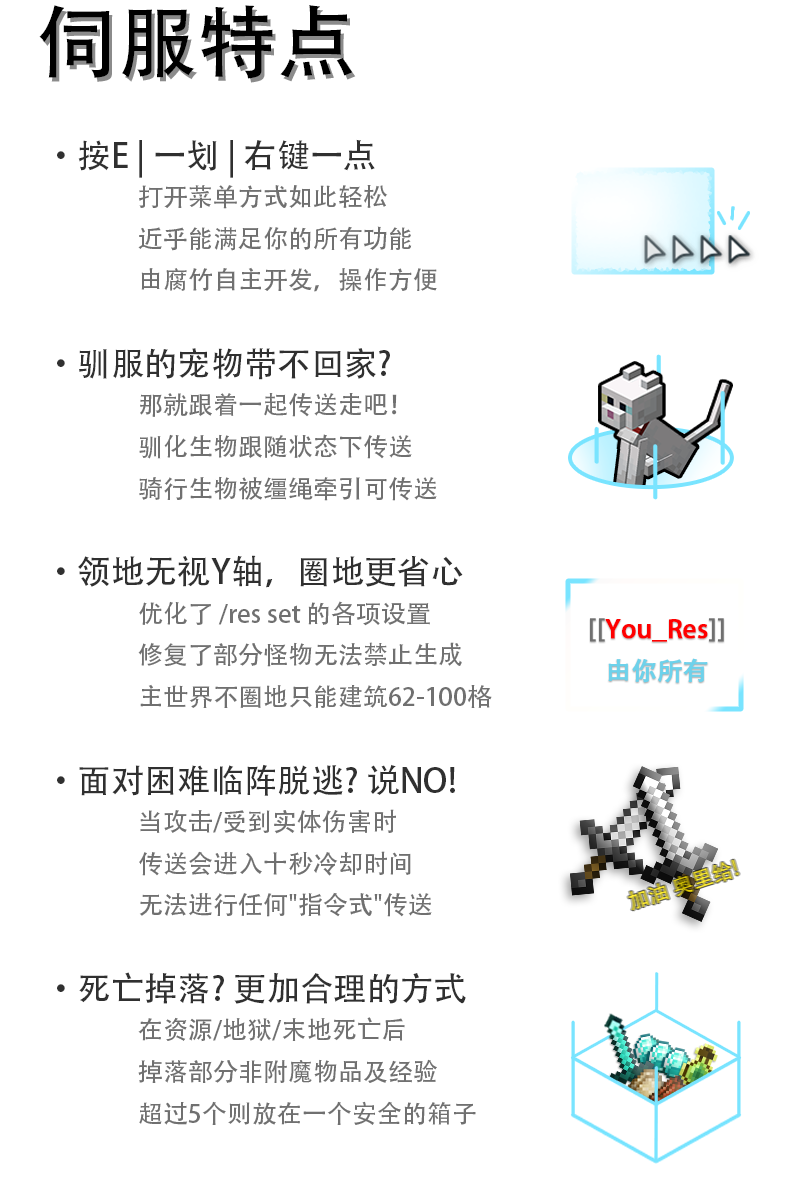 伺服特点
·按E | 一划 | 右键一点
打开菜单方式如此轻松
近乎能满足你的所有功能
由腐竹自主开发，操作方便
·驯服的宠物带不回家？
那就跟着一起传送走吧！
驯化生物跟随状态下传送
骑行生物被缰绳牵引可传送
·领地无视Y轴，圈地更省心
优化了 /res set 的各项设置
修复了部分怪物无法禁止生成
主世界不圈地只能建筑62-100格
[[You_Res]]
由你所有
·面对困难临阵脱逃？说NO!
当攻击/受到实体伤害时
传送会进入十秒冷却时间
无法进行任何"指令式"传送
加油 奥里给!
·死亡掉落？更加合理的方式
在资源/地狱/末地死亡后
掉落部分非附魔物品及经验
超过5个则放在一个安全的箱子